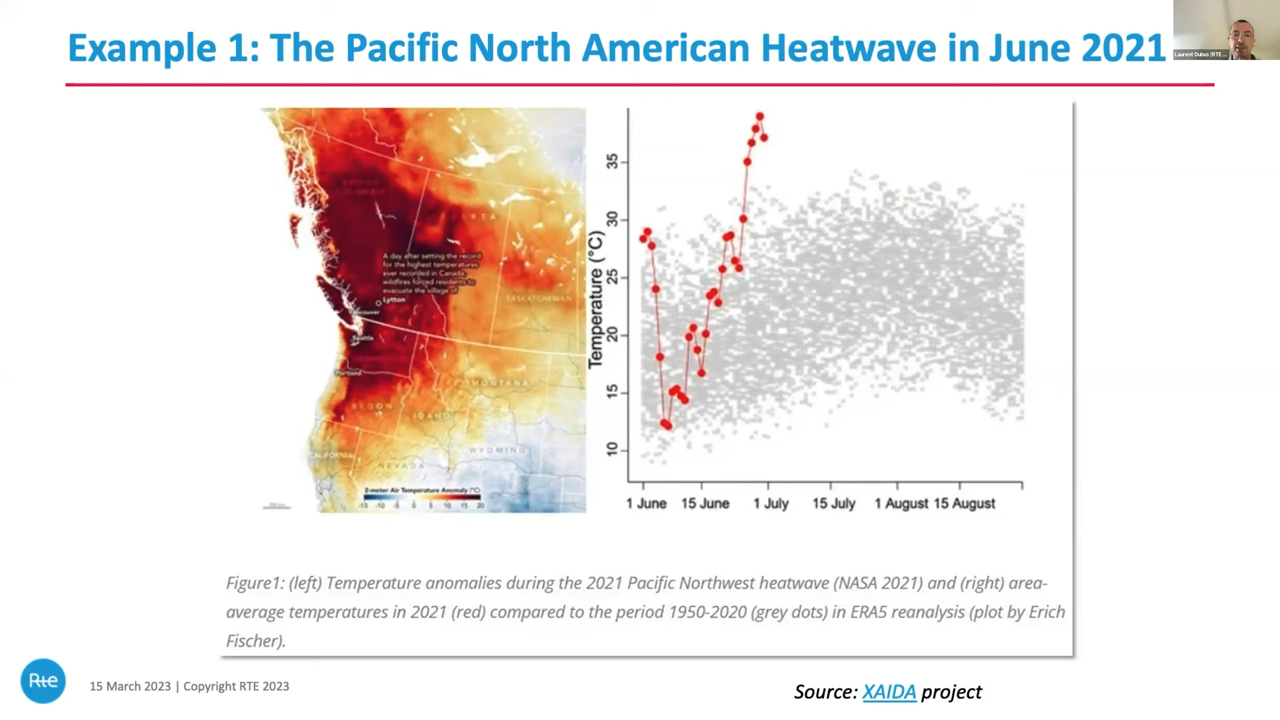 Example 1: The Pacific North American Heatwave in June 2021
Laurent Dubus (RTE ...
A day after setting the record
for the highest temperatures
ever recorded in Canada
wildfires forced residents to
evacuate the village of
Lytton
ALBERTA
SASKATCHEWAN
Vancouver
Seattle
Portland
MONTANA
OREGON
IDAHO
WYOMING
CALIFORNIA
NEVADA
2-meter Air Temperature Anomaly (°C)
-15 -10 -5 0 5 10 15 20
Temperature (°C)
35
30
25
20
15
10
1 June 15 June 1 July 15 July 1 August 15 August
Figure1: (left) Temperature anomalies during the 2021 Pacific Northwest heatwave (NASA 2021) and (right) area-
average temperatures in 2021 (red) compared to the period 1950-2020 (grey dots) in ERA5 reanalysis (plot by Erich
Fischer).
Rte
15 March 2023 | Copyright RTE 2023
Source: XAIDA project